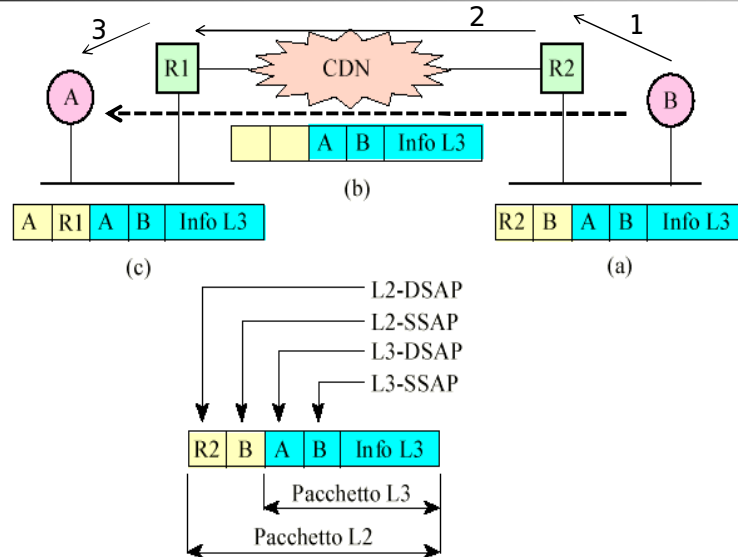 3
2
1
R1
CDN
R2
A
B
A B Info L3
(b)
A R1 A B Info L3
R2 B A B Info L3
(c)
(a)
L2-DSAP
L2-SSAP
L3-DSAP
L3-SSAP
R2 B A B Info L3
Pacchetto L3
Pacchetto L2